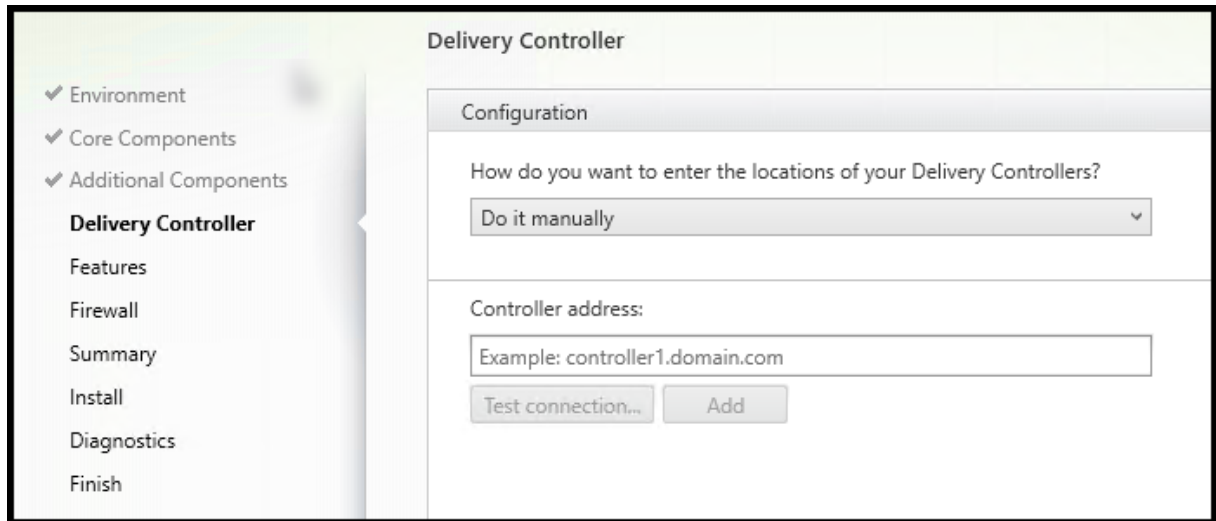 Delivery Controller
Environment
Core Components
Additional Components
Delivery Controller
Features
Firewall
Summary
Install
Diagnostics
Finish
Configuration
How do you want to enter the locations of your Delivery Controllers?
Do it manually
Controller address:
Example: controller1.domain.com
Test connection... Add